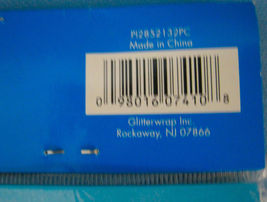 PI2852132PC
Made in China
0 98016 07410 8
Glitterwrap Inc
Rockaway, NJ 07866